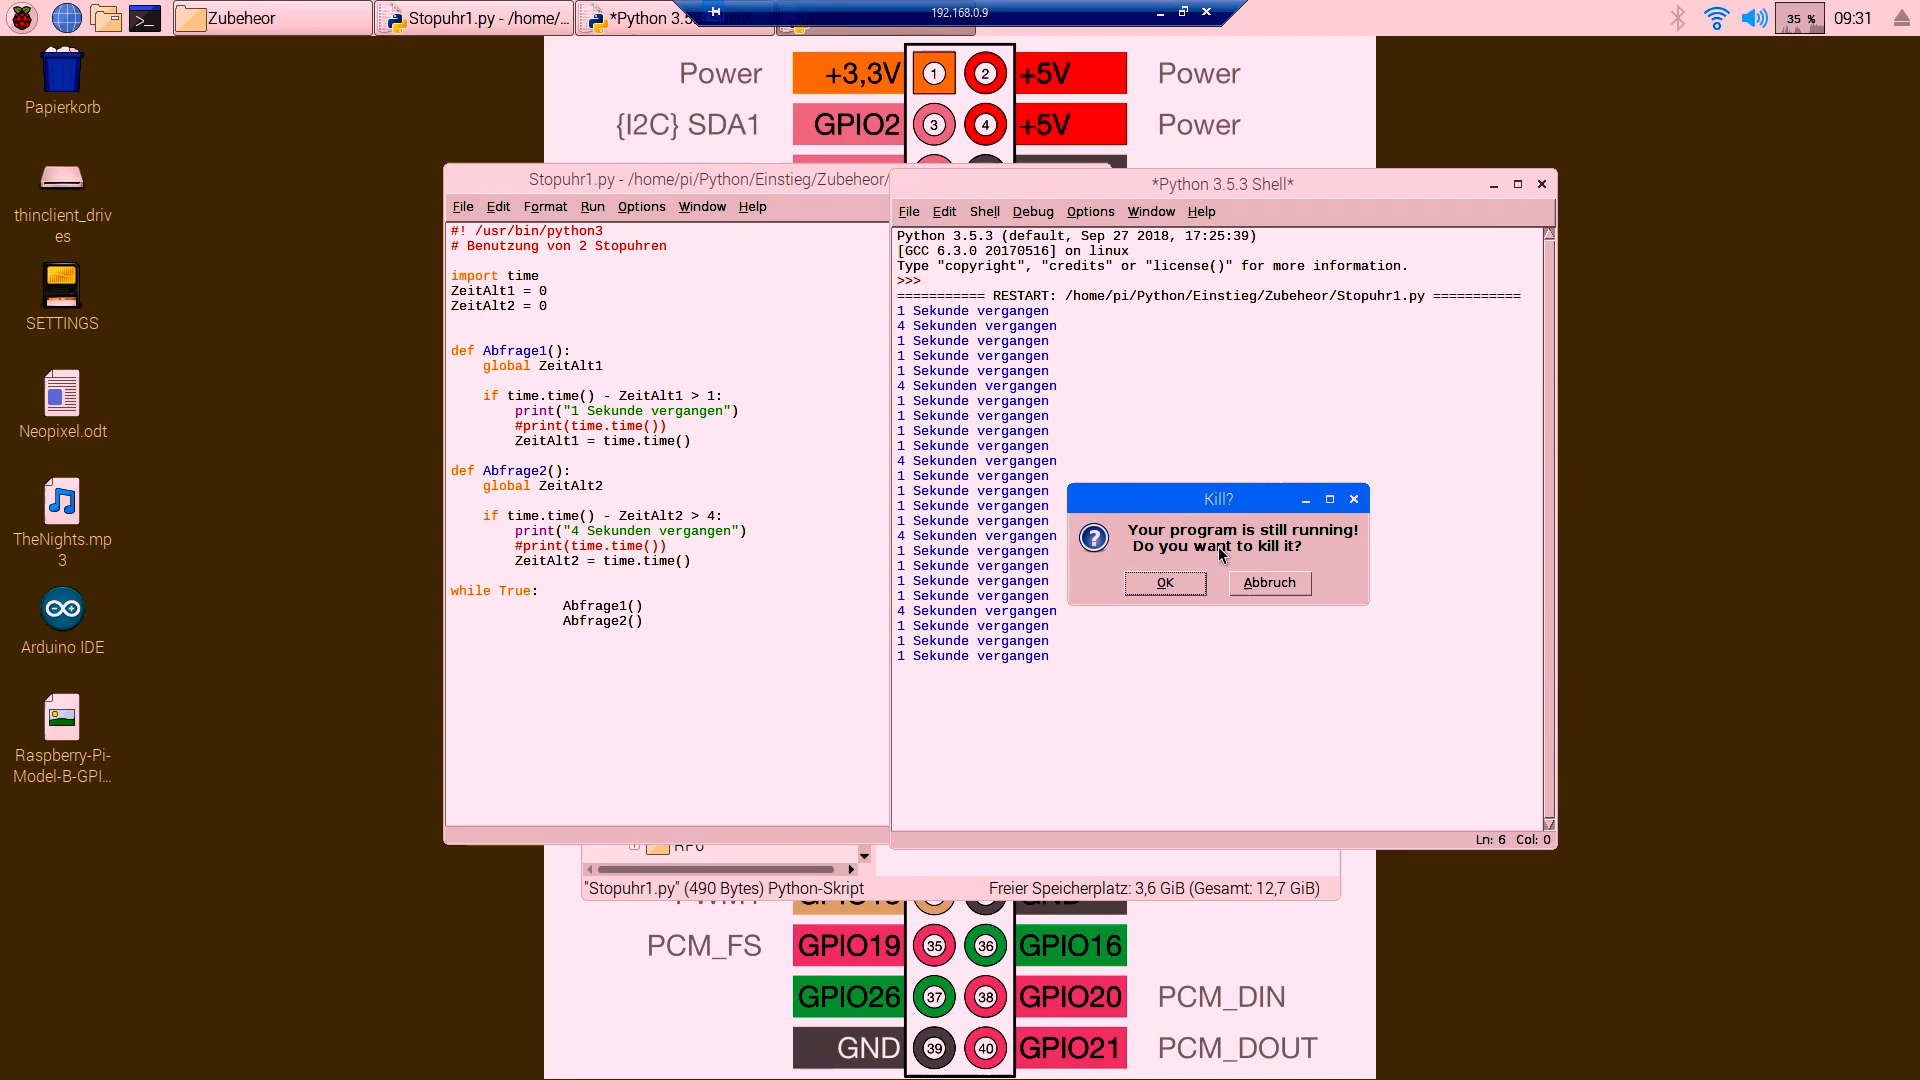 Zubeheor
Stopuhr1.py - /home/...
*Python 3.5
192.168.0.9
35 %
09:31
Papierkorb
thinclient_driv
es
SETTINGS
Neopixel.odt
TheNights.mp
3
Arduino IDE
Raspberry-Pi-
Model-B-GPI...
Power +3,3V 1 2 +5V Power
{I2C} SDA1 GPIO2 3 4 +5V Power
Stopuhr1.py - /home/pi/Python/Einstieg/Zubeheor/
File Edit Format Run Options Window Help
#! /usr/bin/python3
# Benutzung von 2 Stopuhren
import time
ZeitAlt1 = 0
ZeitAlt2 = 0
def Abfrage1():
global ZeitAlt1
if time.time() - ZeitAlt1 > 1:
print("1 Sekunde vergangen")
#print(time.time())
ZeitAlt1 = time.time()
def Abfrage2():
global ZeitAlt2
if time.time() - ZeitAlt2 > 4:
print("4 Sekunden vergangen")
#print(time.time())
ZeitAlt2 = time.time()
while True:
Abfrage1()
Abfrage2()
*Python 3.5.3 Shell*
File Edit Shell Debug Options Window Help
Python 3.5.3 (default, Sep 27 2018, 17:25:39)
[GCC 6.3.0 20170516] on linux
Type "copyright", "credits" or "license()" for more information.
>>>
=========== RESTART: /home/pi/Python/Einstieg/Zubeheor/Stopuhr1.py ===========
1 Sekunde vergangen
4 Sekunden vergangen
1 Sekunde vergangen
1 Sekunde vergangen
1 Sekunde vergangen
4 Sekunden vergangen
1 Sekunde vergangen
1 Sekunde vergangen
1 Sekunde vergangen
1 Sekunde vergangen
4 Sekunden vergangen
1 Sekunde vergangen
1 Sekunde vergangen
1 Sekunde vergangen
1 Sekunde vergangen
4 Sekunden vergangen
1 Sekunde vergangen
1 Sekunde vergangen
1 Sekunde vergangen
1 Sekunde vergangen
4 Sekunden vergangen
1 Sekunde vergangen
1 Sekunde vergangen
1 Sekunde vergangen
Ln: 6 Col: 0
Kill?
Your program is still running!
Do you want to kill it?
OK Abbruch
RP6
"Stopuhr1.py" (490 Bytes) Python-Skript Freier Speicherplatz: 3,6 GiB (Gesamt: 12,7 GiB)
PCM_FS GPIO19 35 36 GPIO16
GPIO26 37 38 GPIO20 PCM_DIN
GND 39 40 GPIO21 PCM_DOUT